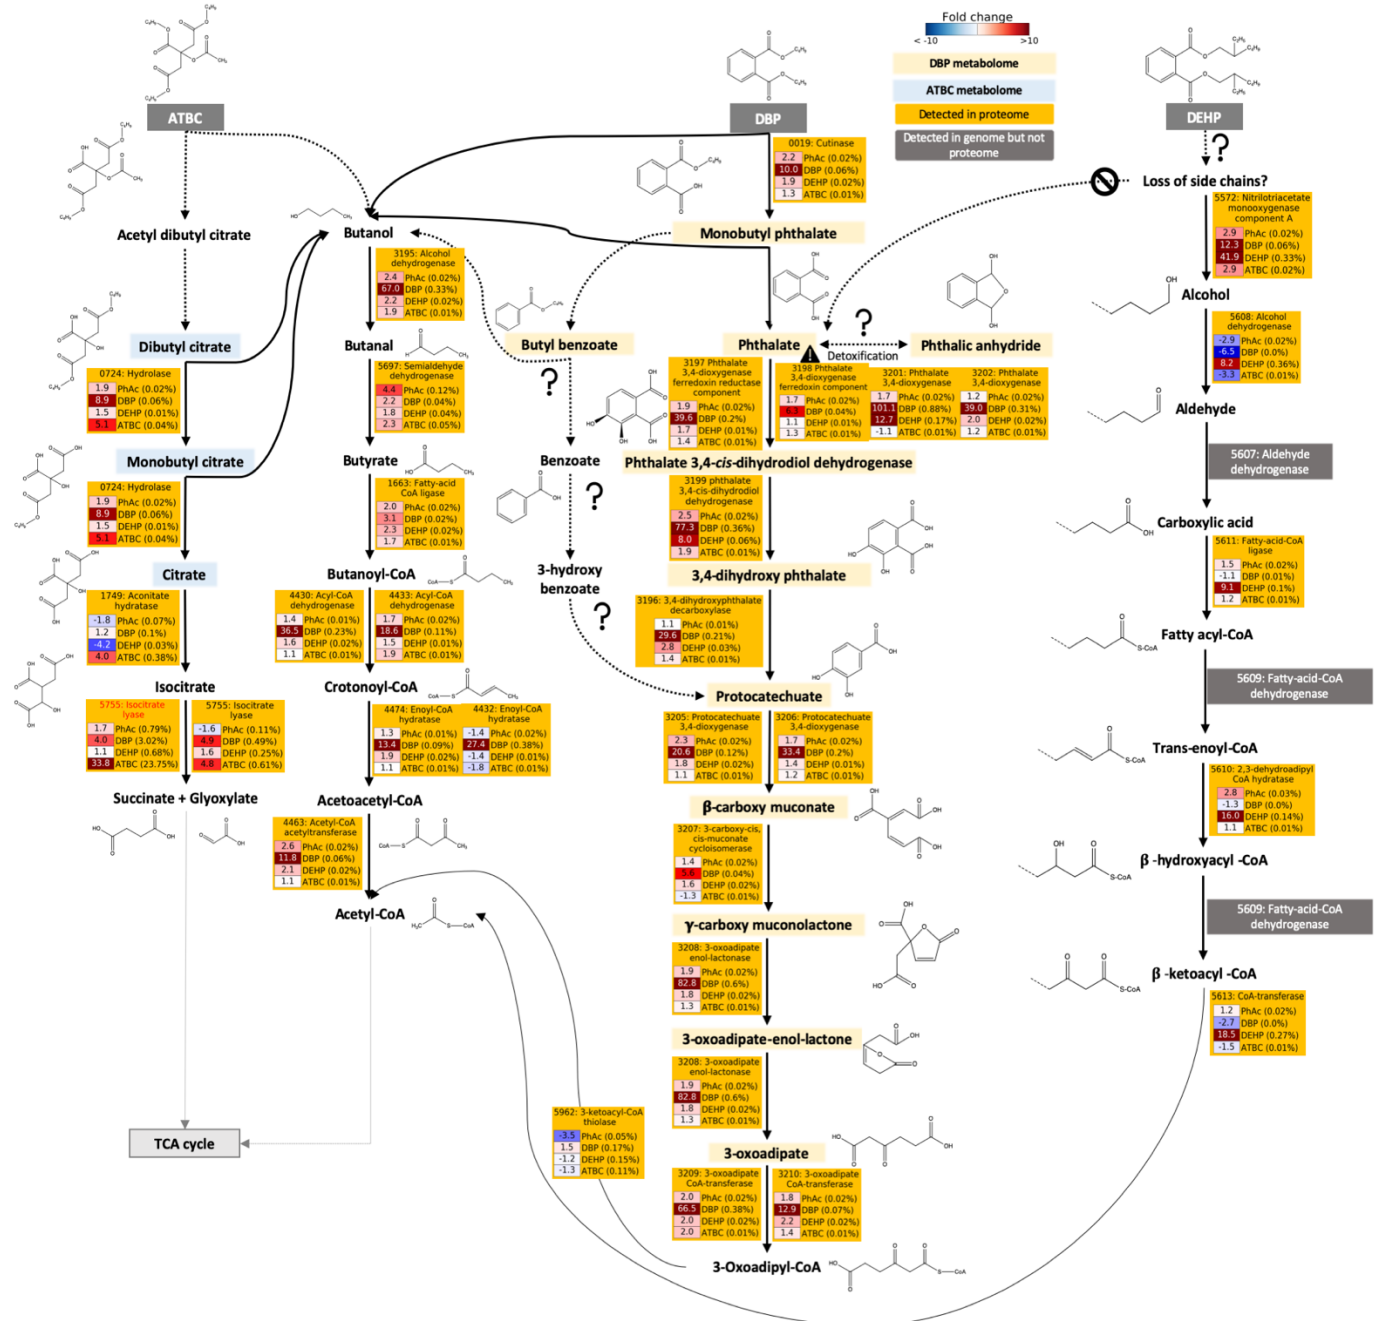 Fold change
< -10
>10
DBP metabolome
ATBC metabolome
Detected in proteome
Detected in genome but not
proteome
ATBC
DBP
DEHP
?
0019: Cutinase
2.2 PhAc (0.02%)
10.0 DBP (0.06%)
1.9 DEHP (0.02%)
1.3 ATBC (0.01%)
Loss of side chains?
5572: Nitrilotriacetate
monooxygenase
component A
2.9 PhAc (0.02%)
12.3 DBP (0.06%)
41.9 DEHP (0.33%)
2.9 ATBC (0.02%)
Acetyl dibutyl citrate
Butanol
Monobutyl phthalate
3195: Alcohol
dehydrogenase
2.4 PhAc (0.02%)
67.0 DBP (0.33%)
2.2 DEHP (0.02%)
1.9 ATBC (0.01%)
Alcohol
5608: Alcohol
dehydrogenase
-2.9 PhAc (0.02%)
-6.5 DBP (0.0%)
8.2 DEHP (0.36%)
-3.3 ATBC (0.01%)
Dibutyl citrate
Butanal
Butyl benzoate
Phthalate
?
Detoxification
Phthalic anhydride
0724: Hydrolase
1.9 PhAc (0.02%)
8.9 DBP (0.06%)
1.5 DEHP (0.01%)
5.1 ATBC (0.04%)
5697: Semialdehyde
dehydrogenase
4.4 PhAc (0.12%)
2.2 DBP (0.04%)
1.8 DEHP (0.04%)
2.3 ATBC (0.05%)
?
3197 Phthalate
3,4-dioxygenase
ferredoxin reductase
component
1.9 PhAc (0.02%)
39.6 DBP (0.2%)
1.7 DEHP (0.01%)
1.4 ATBC (0.01%)
3198 Phthalate
3,4-dioxygenase
ferredoxin component
1.7 PhAc (0.02%)
6.3 DBP (0.04%)
1.1 DEHP (0.01%)
1.3 ATBC (0.01%)
3201: Phthalate
3,4-dioxygenase
1.7 PhAc (0.02%)
101.1 DBP (0.88%)
12.7 DEHP (0.17%)
-1.1 ATBC (0.01%)
3202: Phthalate
3,4-dioxygenase
1.2 PhAc (0.02%)
39.0 DBP (0.31%)
2.0 DEHP (0.02%)
1.2 ATBC (0.01%)
Aldehyde
5607: Aldehyde
dehydrogenase
Monobutyl citrate
Butyrate
Benzoate
Phthalate 3,4-cis-dihydrodiol dehydrogenase
0724: Hydrolase
1.9 PhAc (0.02%)
8.9 DBP (0.06%)
1.5 DEHP (0.01%)
5.1 ATBC (0.04%)
1663: Fatty-acid
CoA ligase
2.0 PhAc (0.02%)
3.1 DBP (0.02%)
2.3 DEHP (0.02%)
1.7 ATBC (0.01%)
?
3199 phthalate
3,4-cis-dihydrodiol
dehydrogenase
2.5 PhAc (0.02%)
77.3 DBP (0.36%)
8.0 DEHP (0.06%)
1.9 ATBC (0.01%)
Carboxylic acid
5611: Fatty-acid-CoA
ligase
1.5 PhAc (0.02%)
-1.1 DBP (0.01%)
9.1 DEHP (0.1%)
1.2 ATBC (0.01%)
Citrate
Butanoyl-CoA
3-hydroxy
benzoate
3,4-dihydroxy phthalate
1749: Aconitate
hydratase
-1.8 PhAc (0.07%)
1.2 DBP (0.1%)
-4.2 DEHP (0.03%)
4.0 ATBC (0.38%)
4430: Acyl-CoA
dehydrogenase
1.4 PhAc (0.01%)
36.5 DBP (0.23%)
1.6 DEHP (0.02%)
1.1 ATBC (0.01%)
4433: Acyl-CoA
dehydrogenase
1.7 PhAc (0.02%)
18.6 DBP (0.11%)
1.5 DEHP (0.01%)
1.9 ATBC (0.01%)
?
3196: 3,4-dihydroxyphthalate
decarboxylase
1.1 PhAc (0.01%)
29.6 DBP (0.21%)
2.8 DEHP (0.03%)
1.4 ATBC (0.01%)
Fatty acyl-CoA
5609: Fatty-acid-CoA
dehydrogenase
Isocitrate
Crotonoyl-CoA
Protocatechuate
5755: Isocitrate
lyase
1.7 PhAc (0.79%)
4.0 DBP (3.02%)
1.1 DEHP (0.68%)
33.8 ATBC (23.75%)
5755: Isocitrate
lyase
-1.6 PhAc (0.11%)
4.9 DBP (0.49%)
1.6 DEHP (0.25%)
4.8 ATBC (0.61%)
4474: Enoyl-CoA
hydratase
1.3 PhAc (0.01%)
13.4 DBP (0.09%)
1.9 DEHP (0.02%)
1.1 ATBC (0.01%)
4432: Enoyl-CoA
hydratase
-1.4 PhAc (0.02%)
27.4 DBP (0.38%)
-1.4 DEHP (0.01%)
-1.8 ATBC (0.01%)
3205: Protocatechuate
3,4-dioxygenase
2.3 PhAc (0.02%)
20.6 DBP (0.12%)
1.8 DEHP (0.02%)
1.1 ATBC (0.01%)
3206: Protocatechuate
3,4-dioxygenase
1.7 PhAc (0.02%)
33.4 DBP (0.2%)
1.4 DEHP (0.01%)
1.2 ATBC (0.01%)
Trans-enoyl-CoA
5610: 2,3-dehydroadipyl
CoA hydratase
2.8 PhAc (0.03%)
-1.3 DBP (0.0%)
16.0 DEHP (0.14%)
1.1 ATBC (0.01%)
Succinate + Glyoxylate
Acetoacetyl-CoA
β-carboxy muconate
4463: Acetyl-CoA
acetyltransferase
2.6 PhAc (0.02%)
11.8 DBP (0.06%)
2.1 DEHP (0.02%)
1.1 ATBC (0.01%)
3207: 3-carboxy-cis,
cis-muconate
cycloisomerase
1.4 PhAc (0.02%)
5.6 DBP (0.04%)
1.6 DEHP (0.02%)
-1.3 ATBC (0.01%)
β -hydroxyacyl -CoA
5609: Fatty-acid-CoA
dehydrogenase
Acetyl-CoA
γ-carboxy muconolactone
3208: 3-oxoadipate
enol-lactonase
1.9 PhAc (0.02%)
82.8 DBP (0.6%)
1.8 DEHP (0.02%)
1.3 ATBC (0.01%)
β -ketoacyl -CoA
5613: CoA-transferase
1.2 PhAc (0.02%)
-2.7 DBP (0.0%)
18.5 DEHP (0.27%)
-1.5 ATBC (0.01%)
3-oxoadipate-enol-lactone
3208: 3-oxoadipate
enol-lactonase
1.9 PhAc (0.02%)
82.8 DBP (0.6%)
1.8 DEHP (0.02%)
1.3 ATBC (0.01%)
TCA cycle
5962: 3-ketoacyl-CoA
thiolase
-3.5 PhAc (0.05%)
1.5 DBP (0.17%)
-1.2 DEHP (0.15%)
-1.3 ATBC (0.11%)
3-oxoadipate
3209: 3-oxoadipate
CoA-transferase
2.0 PhAc (0.02%)
66.5 DBP (0.38%)
2.0 DEHP (0.02%)
2.0 ATBC (0.01%)
3210: 3-oxoadipate
CoA-transferase
1.8 PhAc (0.02%)
12.9 DBP (0.07%)
2.2 DEHP (0.02%)
1.4 ATBC (0.01%)
3-Oxoadipyl-CoA